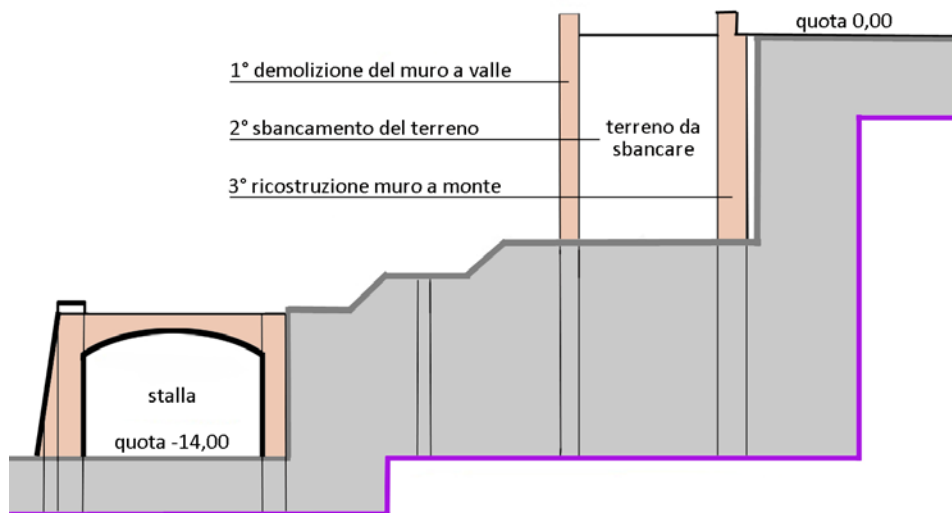 quota 0,00
1° demolizione del muro a valle
2° sbancamento del terreno
terreno da
sbancare
3° ricostruzione muro a monte
stalla
quota -14,00